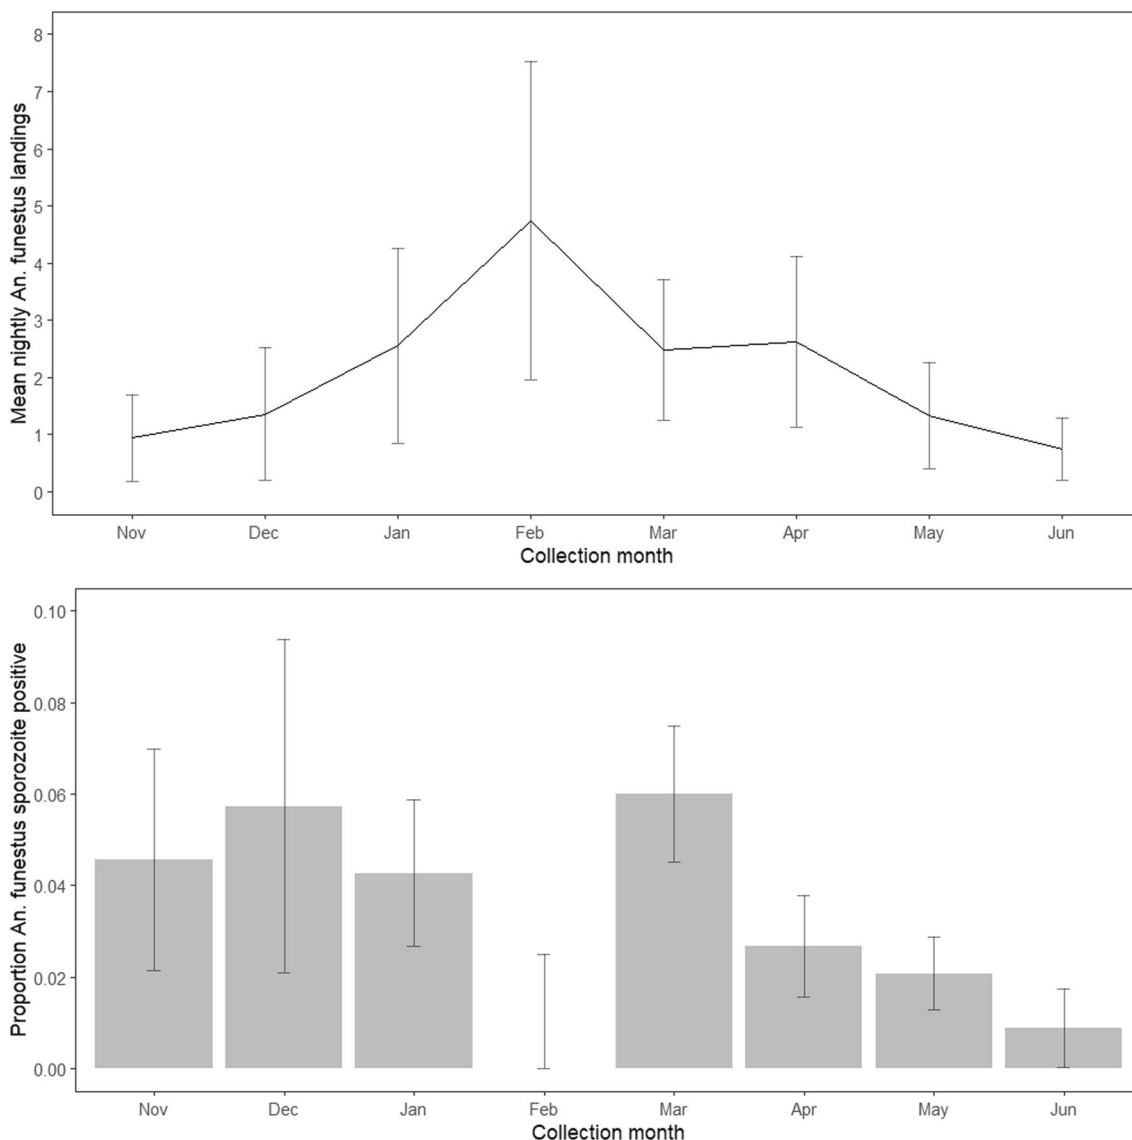 Mean nightly An. funestus landings
8
7
6
5
4
3
2
1
0
Nov Dec Jan Feb Mar Apr May Jun
Collection month
Proportion An. funestus sporozoite positive
0.10
0.08
0.06
0.04
0.02
0.00
Nov Dec Jan Feb Mar Apr May Jun
Collection month